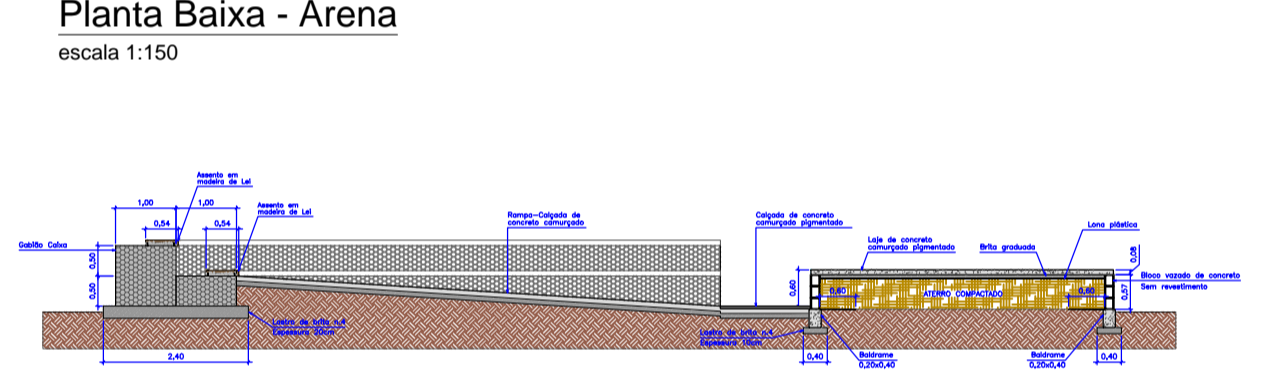 Planta Baixa - Arena
escala 1:150
Assento em
madeira de Lei
Assento em
madeira de Lei
1,00
1,00
0,54
0,54
Gabião Caixa
0,50
0,50
Rampa-Calçada de
concreto camurçado
Calçada de concreto
camurçado pigmentado
Laje de concreto
camurçado pigmentado
Brita graduada
Lona plástica
0,08
Bloco vazado de concreto
Sem revestimento
0,57
0,60
0,60
ATERRO COMPACTADO
0,60
Lastro de brita n.4
Espessura 20cm
Lastro de brita n.4
Espessura 10cm
2,40
0,40
Baldrame
0,20x0,40
Baldrame
0,20x0,40
0,40